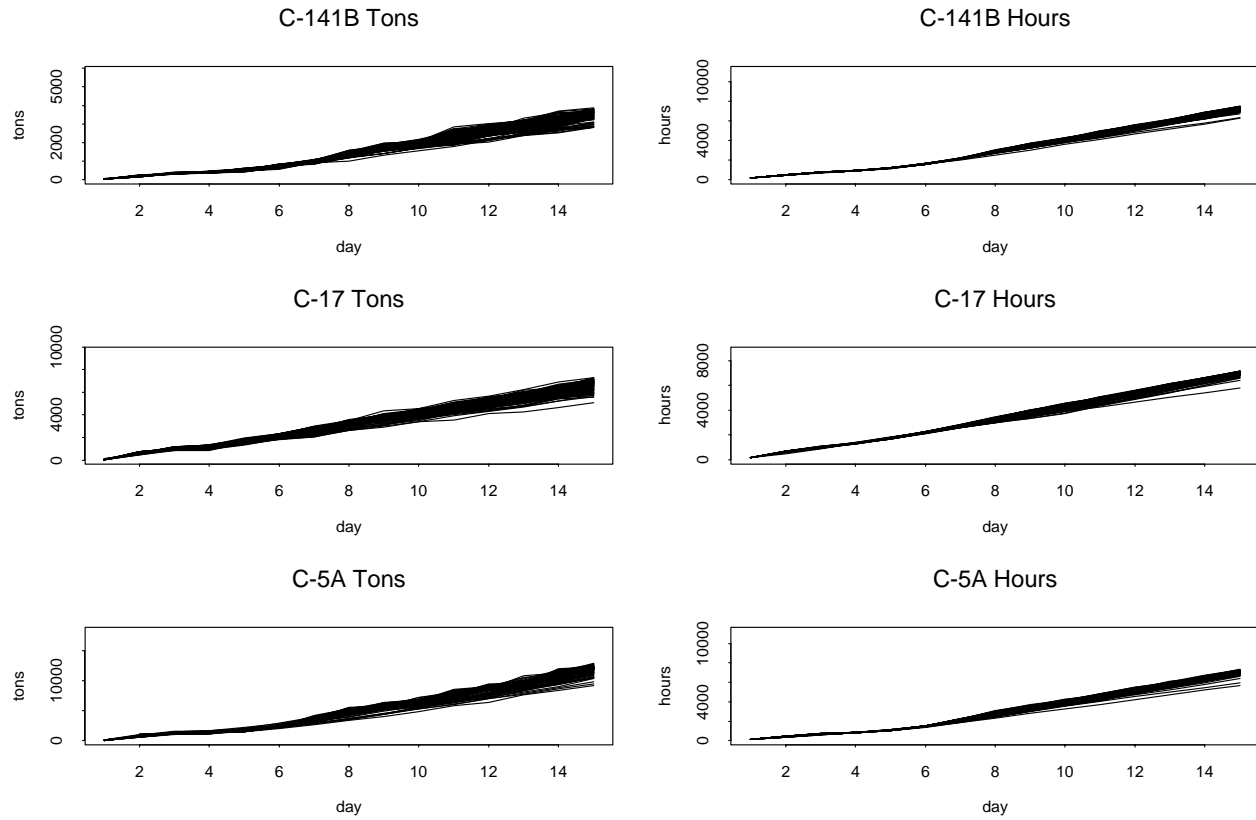 C-141B Tons
tons
0 2000 5000
2 4 6 8 10 12 14
day
C-141B Hours
hours
0 4000 10000
2 4 6 8 10 12 14
day
C-17 Tons
tons
0 4000 10000
2 4 6 8 10 12 14
day
C-17 Hours
hours
0 4000 8000
2 4 6 8 10 12 14
day
C-5A Tons
tons
0 10000
2 4 6 8 10 12 14
day
C-5A Hours
hours
0 4000 10000
2 4 6 8 10 12 14
day